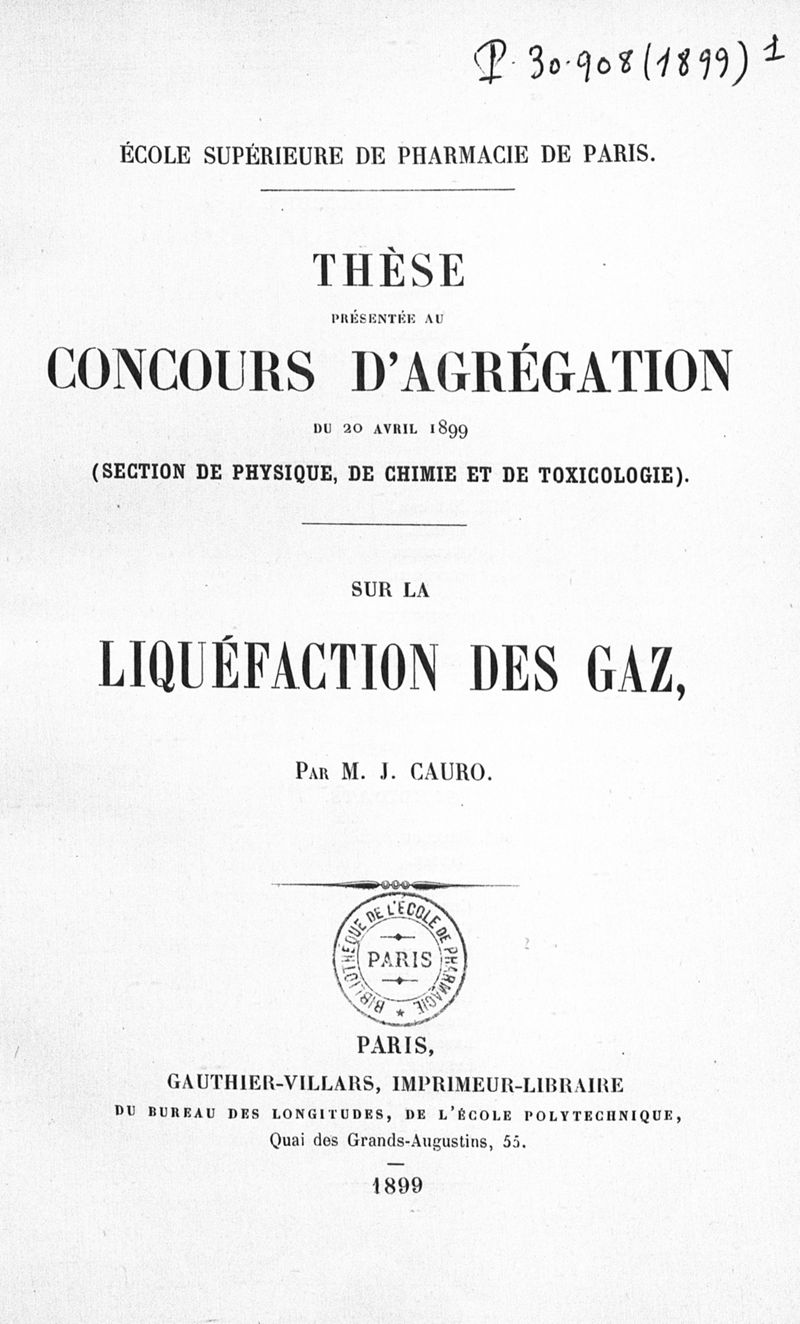 P. 30.908 (1899) 1
ÉCOLE SUPÉRIEURE DE PHARMACIE DE PARIS.
THÈSE
PRÉSENTÉE AU
CONCOURS D'AGRÉGATION
DU 20 AVRIL 1899
(SECTION DE PHYSIQUE, DE CHIMIE ET DE TOXICOLOGIE).
SUR LA
LIQUÉFACTION DES GAZ,
PAR M. J. CAURO.
BIBLIOTHÉQUE DE L'ÉCOLE DE PHARMACIE
PARIS
PARIS,
GAUTHIER-VILLARS, IMPRIMEUR-LIBRAIRE
DU BUREAU DES LONGITUDES, DE L'ÉCOLE POLYTECHNIQUE,
Quai des Grands-Augustins, 55.
1899